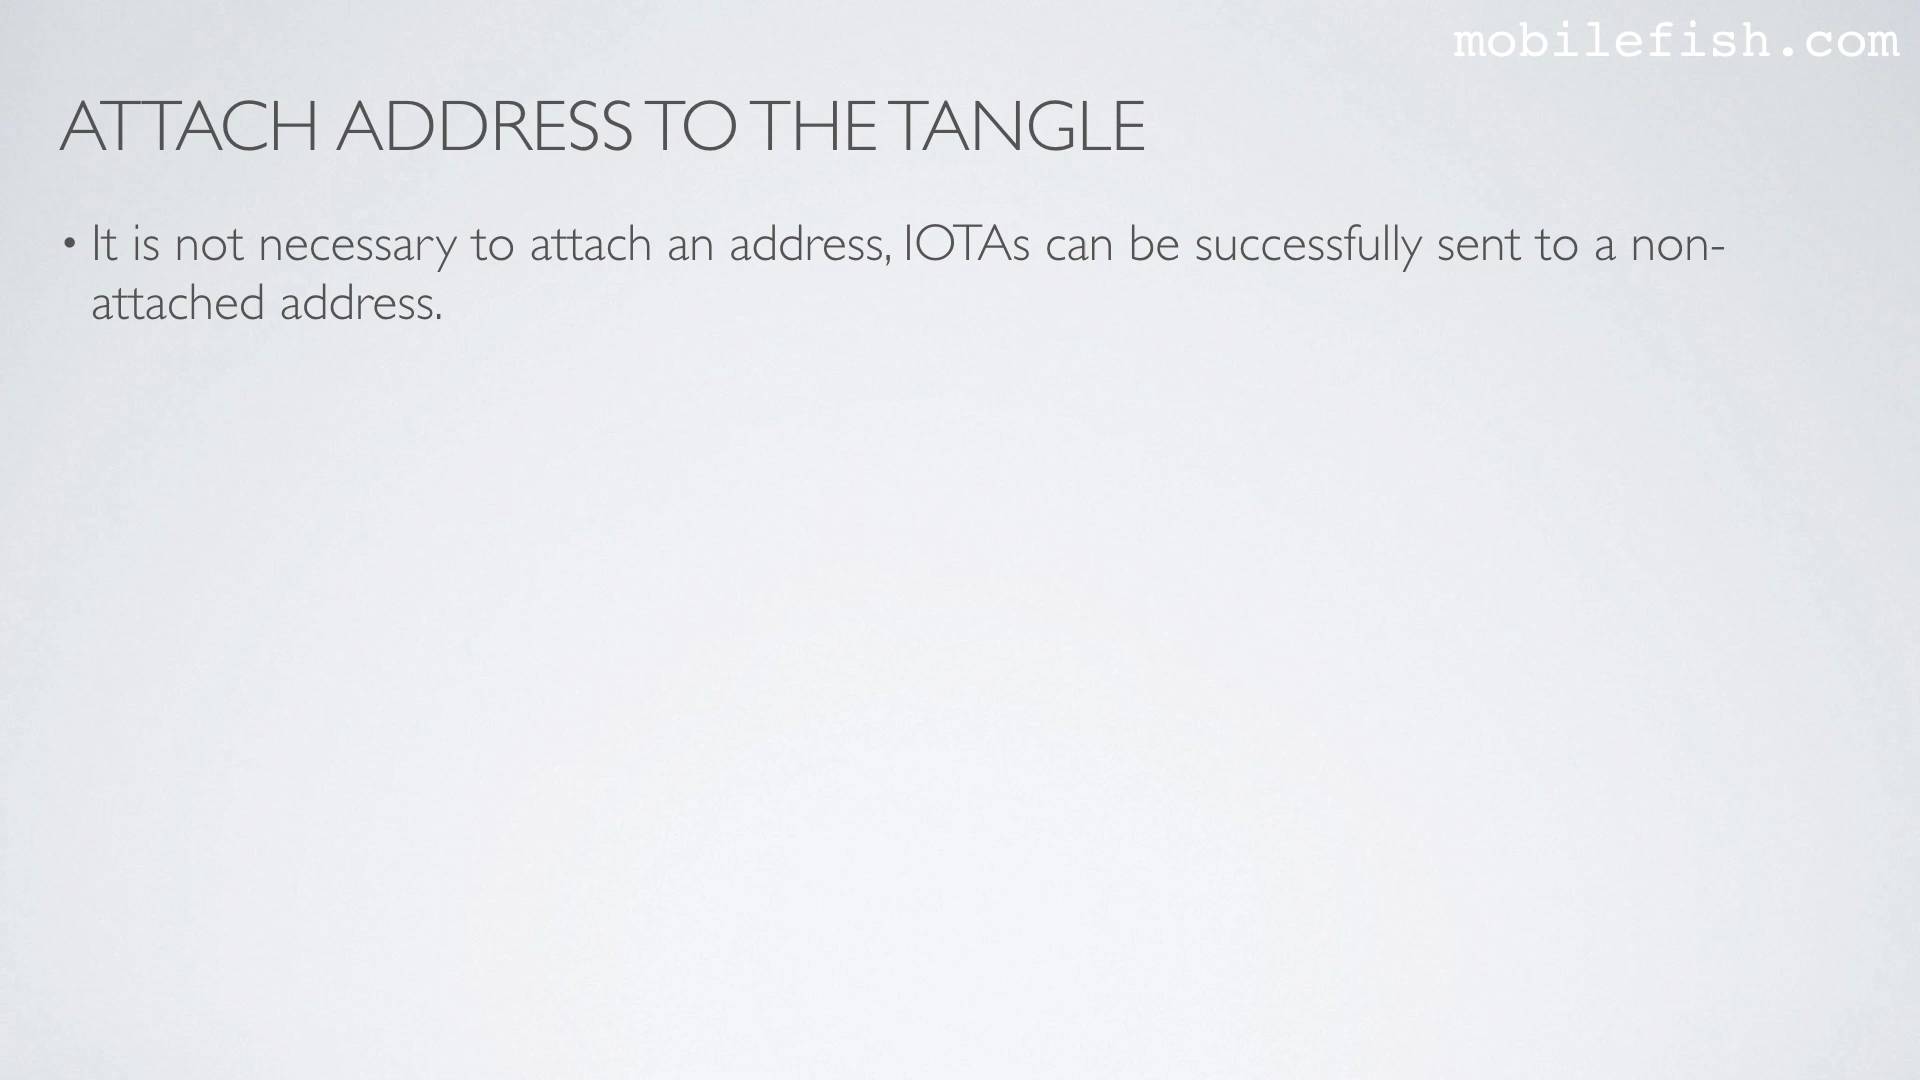 mobilefish.com
ATTACH ADDRESS TO THE TANGLE
• It is not necessary to attach an address, IOTAs can be successfully sent to a non-
attached address.